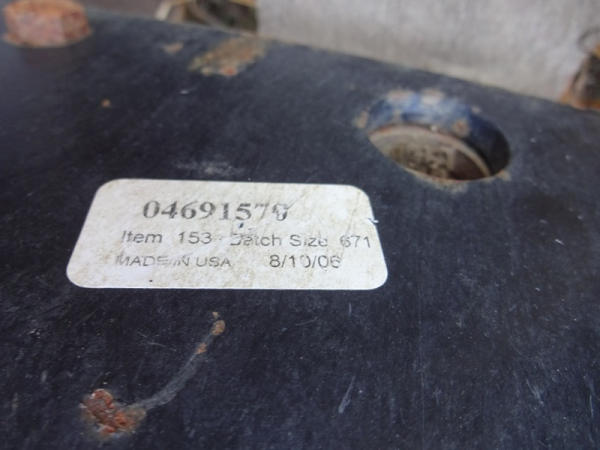 04691570
Item 153 Batch Size 671
MADE IN USA 8/10/06